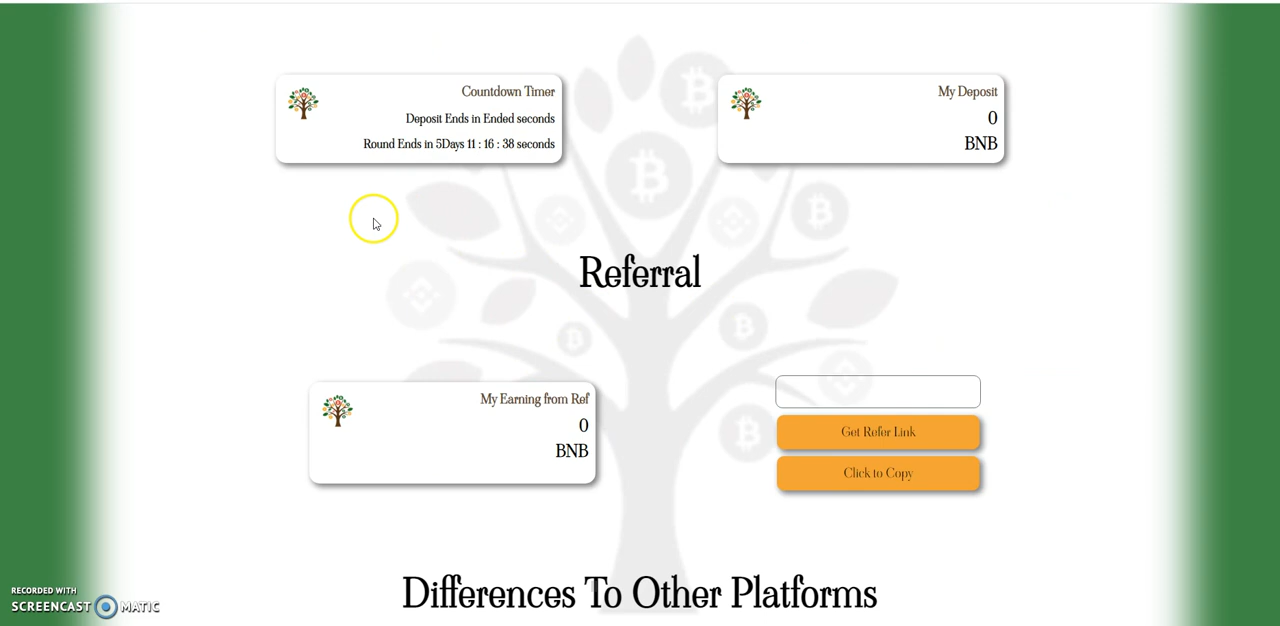 Countdown Timer
Deposit Ends in Ended seconds
Round Ends in 5Days 11 : 16 : 38 seconds
My Deposit
0
BNB
Referral
My Earning from Ref
0
BNB
Get Refer Link
Click to Copy
Differences To Other Platforms
RECORDED WITH
SCREENCAST MATIC